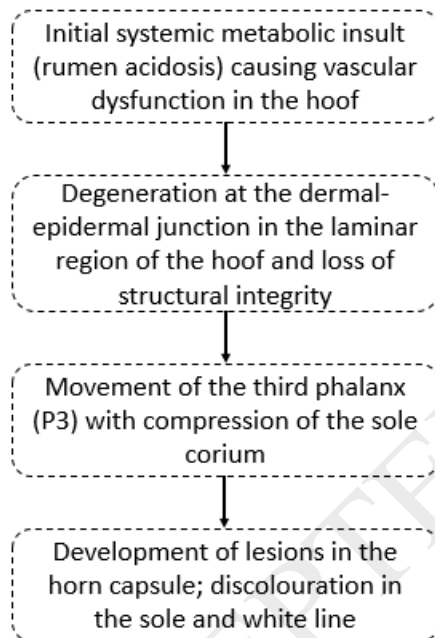 Initial systemic metabolic insult
(rumen acidosis) causing vascular
dysfunction in the hoof
Degeneration at the dermal-
epidermal junction in the laminar
region of the hoof and loss of
structural integrity
Movement of the third phalanx
(P3) with compression of the sole
corium
Development of lesions in the
horn capsule; discolouration in
the sole and white line